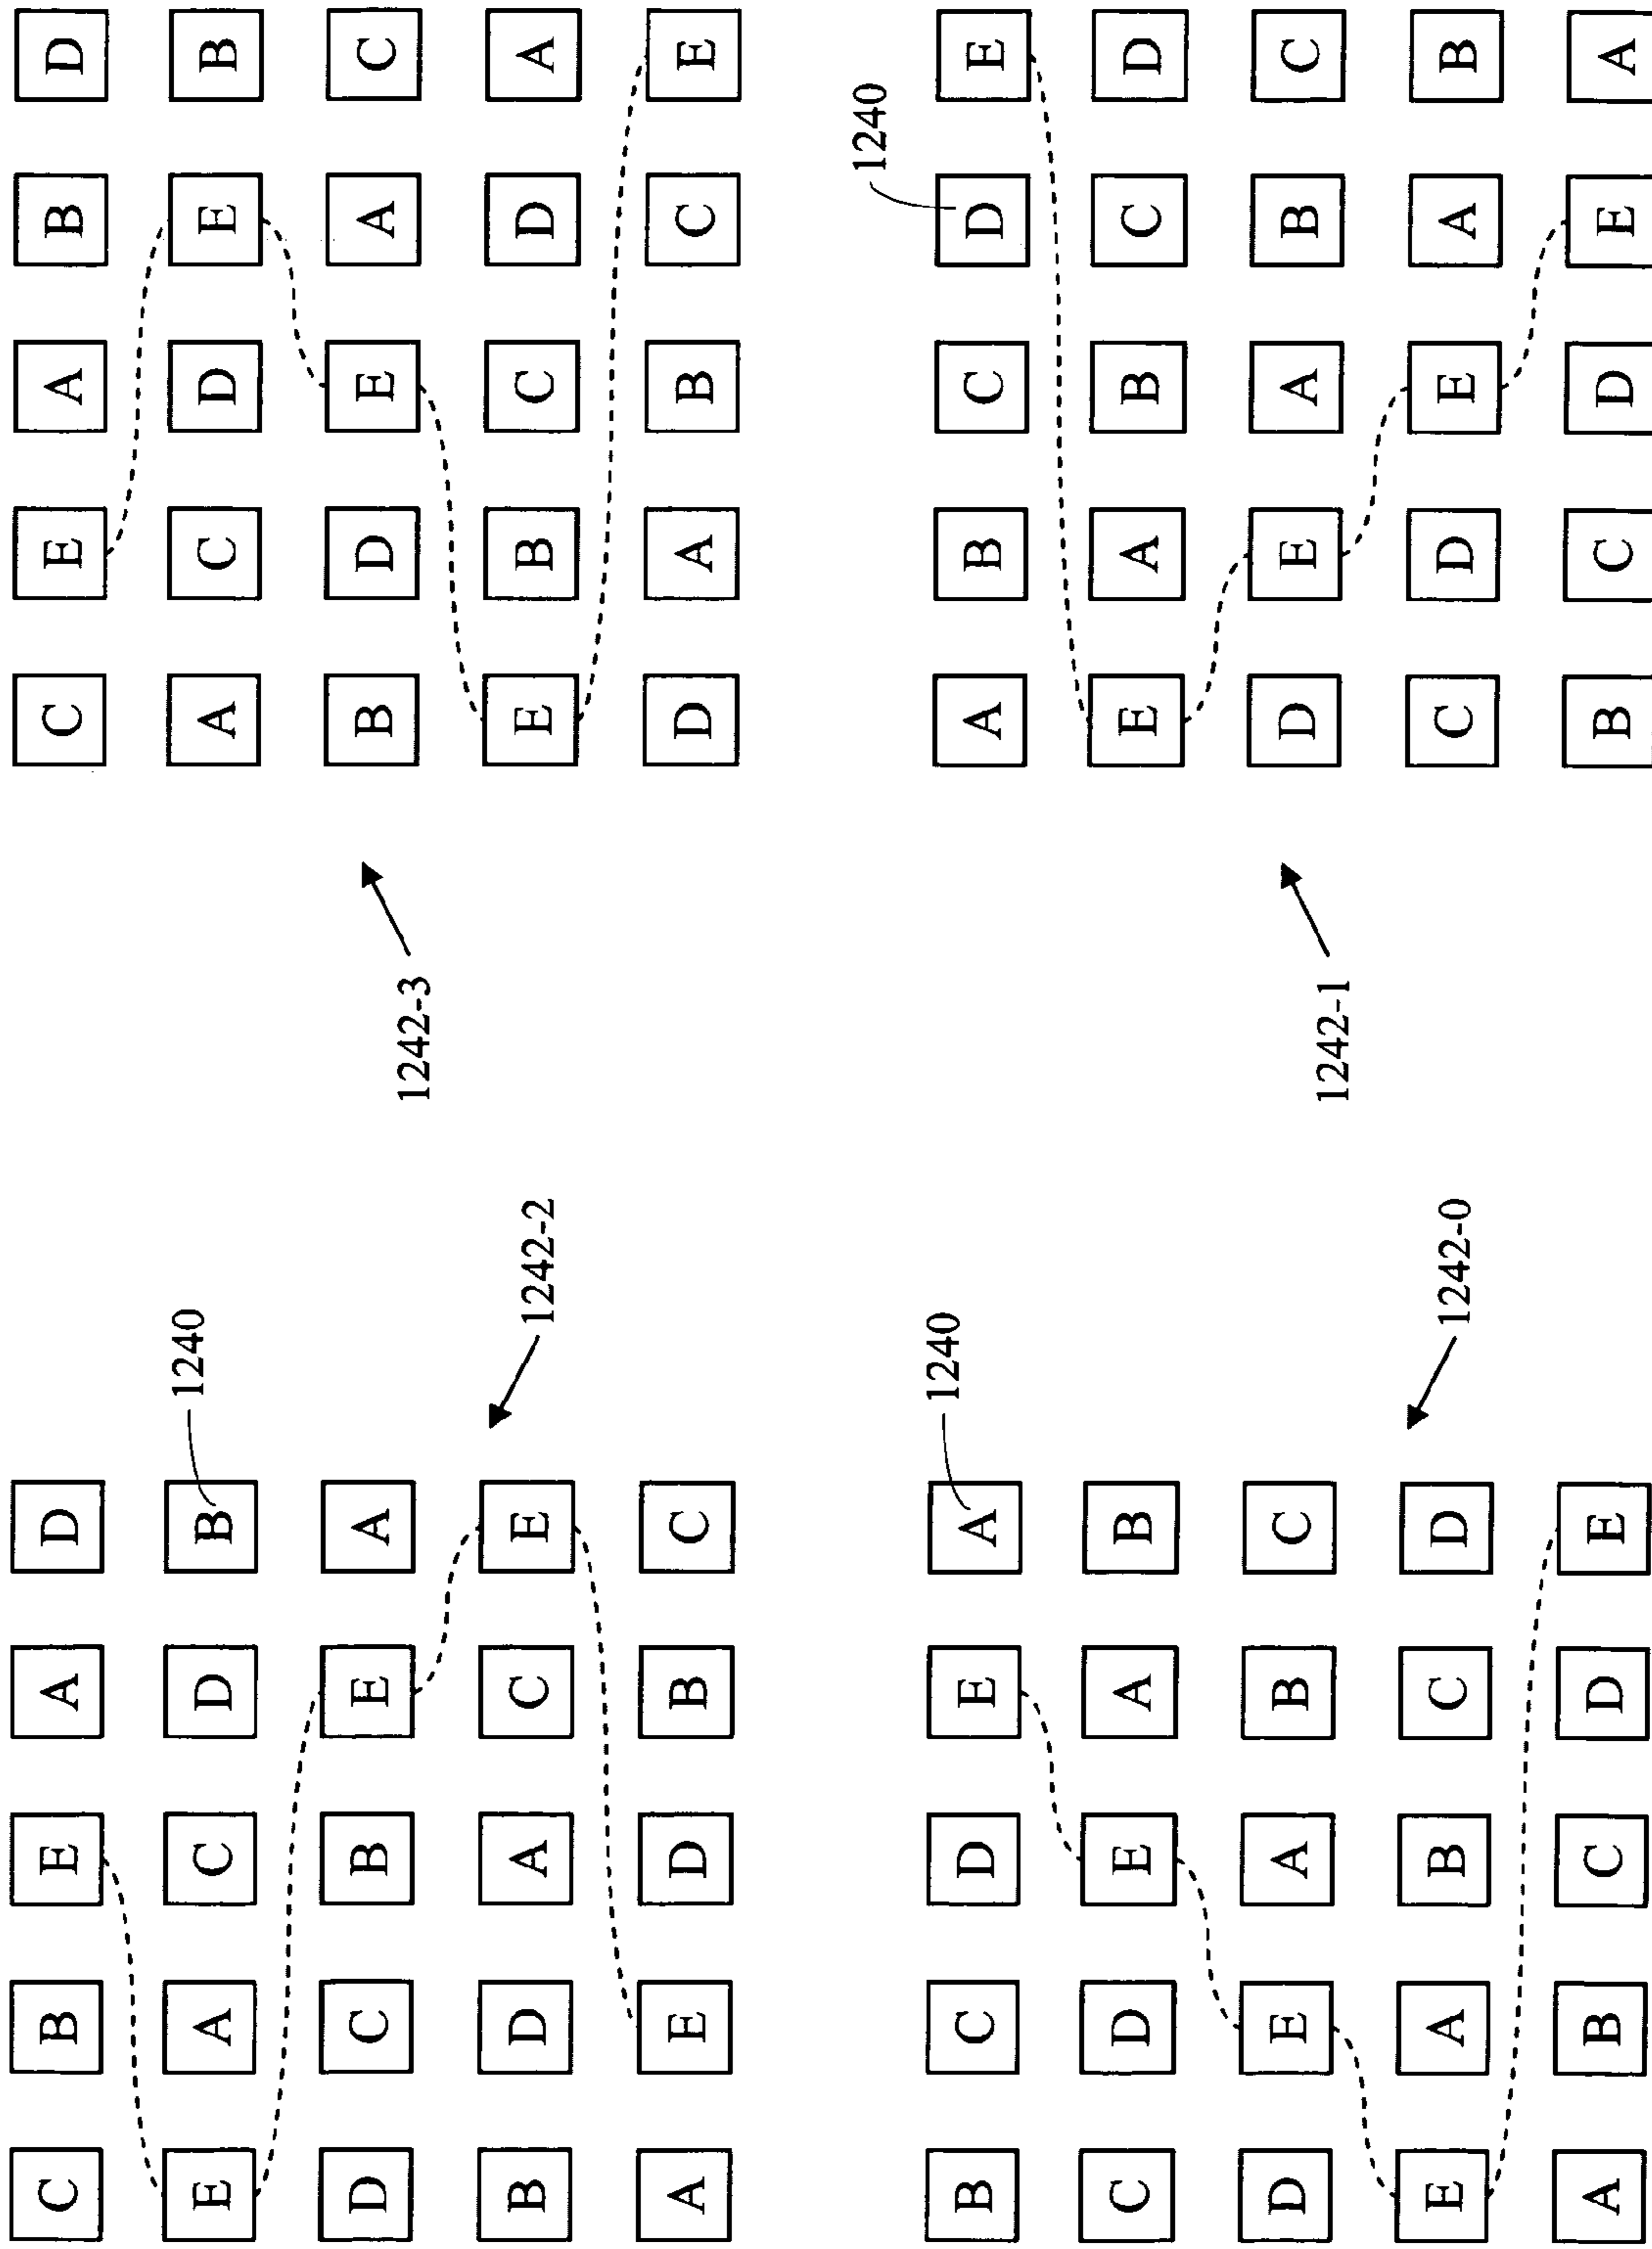 C B E A D
E A C D B
D C B E A
B D A C E
A E D B C
1240
1242-2
C E A B D
A C D E B
B D E A C
E B C D A
D A B C E
1242-3
B C D E A
C D E A B
D E A B C
E A B C D
A B C D E
1240
1242-0
A B C D E
E A B C D
D E A B C
C D E A B
B C D E A
1240
1242-1